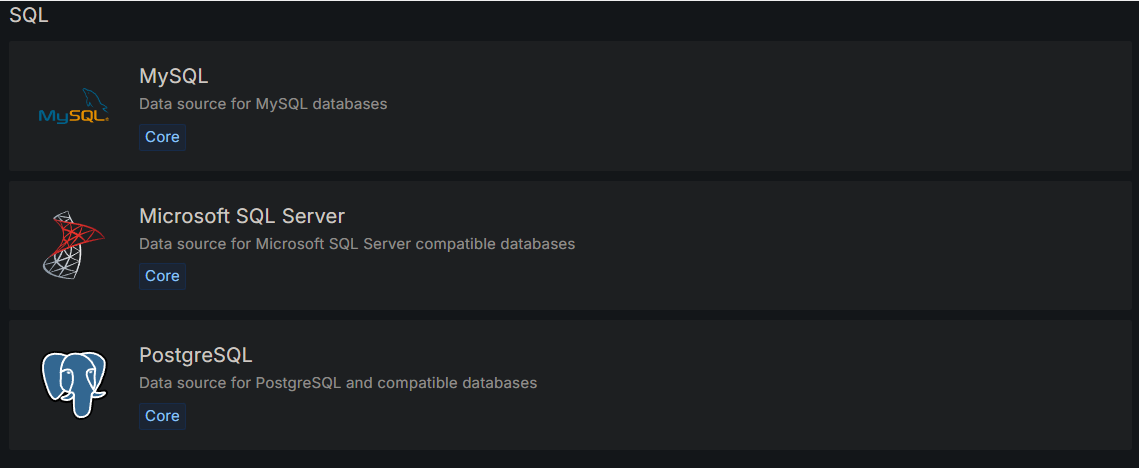 SQL
MySQL
MySQL
Data source for MySQL databases
Core
Microsoft SQL Server
Data source for Microsoft SQL Server compatible databases
Core
PostgreSQL
Data source for PostgreSQL and compatible databases
Core